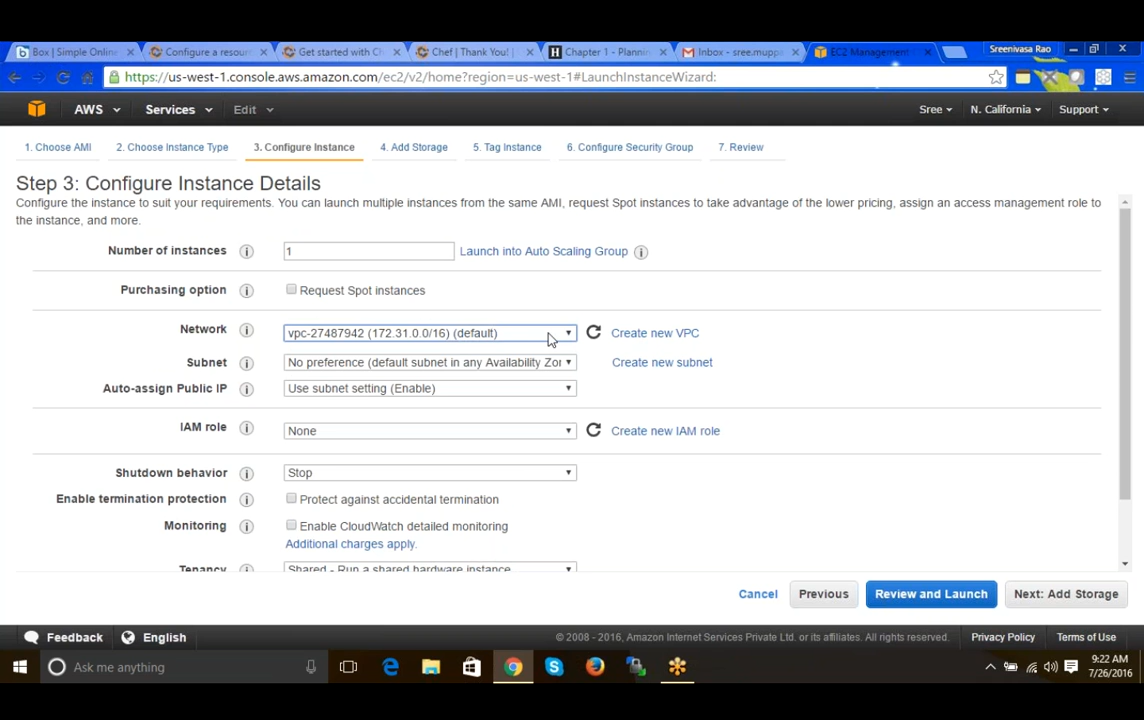 Box | Simple Online
Configure a resour
Get started with Ch
Chef | Thank You! |
Chapter 1 - Plannin
Inbox - sree.muppa
EC2 Management
Sreenivasa Rao
https://us-west-1.console.aws.amazon.com/ec2/v2/home?region=us-west-1#LaunchInstanceWizard:
AWS Services Edit Sree N. California Support
1. Choose AMI 2. Choose Instance Type 3. Configure Instance 4. Add Storage 5. Tag Instance 6. Configure Security Group 7. Review
Step 3: Configure Instance Details
Configure the instance to suit your requirements. You can launch multiple instances from the same AMI, request Spot instances to take advantage of the lower pricing, assign an access management role to
the instance, and more.
Number of instances 1 Launch into Auto Scaling Group
Purchasing option Request Spot instances
Network vpc-27487942 (172.31.0.0/16) (default) Create new VPC
Subnet No preference (default subnet in any Availability Zor Create new subnet
Auto-assign Public IP Use subnet setting (Enable)
IAM role None Create new IAM role
Shutdown behavior Stop
Enable termination protection Protect against accidental termination
Monitoring Enable CloudWatch detailed monitoring
Additional charges apply.
Tenancy Shared - Run a shared hardware instance
Cancel Previous Review and Launch Next: Add Storage
Feedback English © 2008 - 2016, Amazon Internet Services Private Ltd. or its affiliates. All rights reserved. Privacy Policy Terms of Use
Ask me anything
9:22 AM
7/26/2016